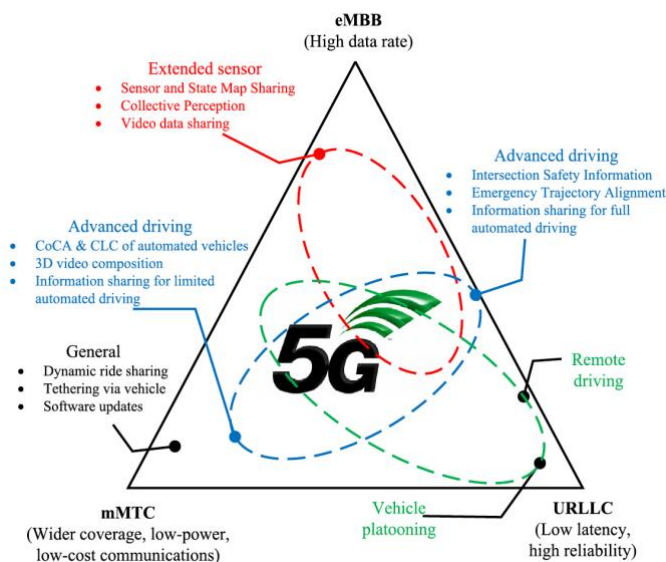 eMBB
(High data rate)
Extended sensor
• Sensor and State Map Sharing
• Collective Perception
• Video data sharing
Advanced driving
• Intersection Safety Information
• Emergency Trajectory Alignment
• Information sharing for full
automated driving
Advanced driving
• CoCA & CLC of automated vehicles
• 3D video composition
• Information sharing for limited
automated driving
5G
General
• Dynamic ride sharing
• Tethering via vehicle
• Software updates
Remote
driving
mMTC
(Wider coverage, low-power,
low-cost communications)
Vehicle
platooning
URLLC
(Low latency,
high reliability)